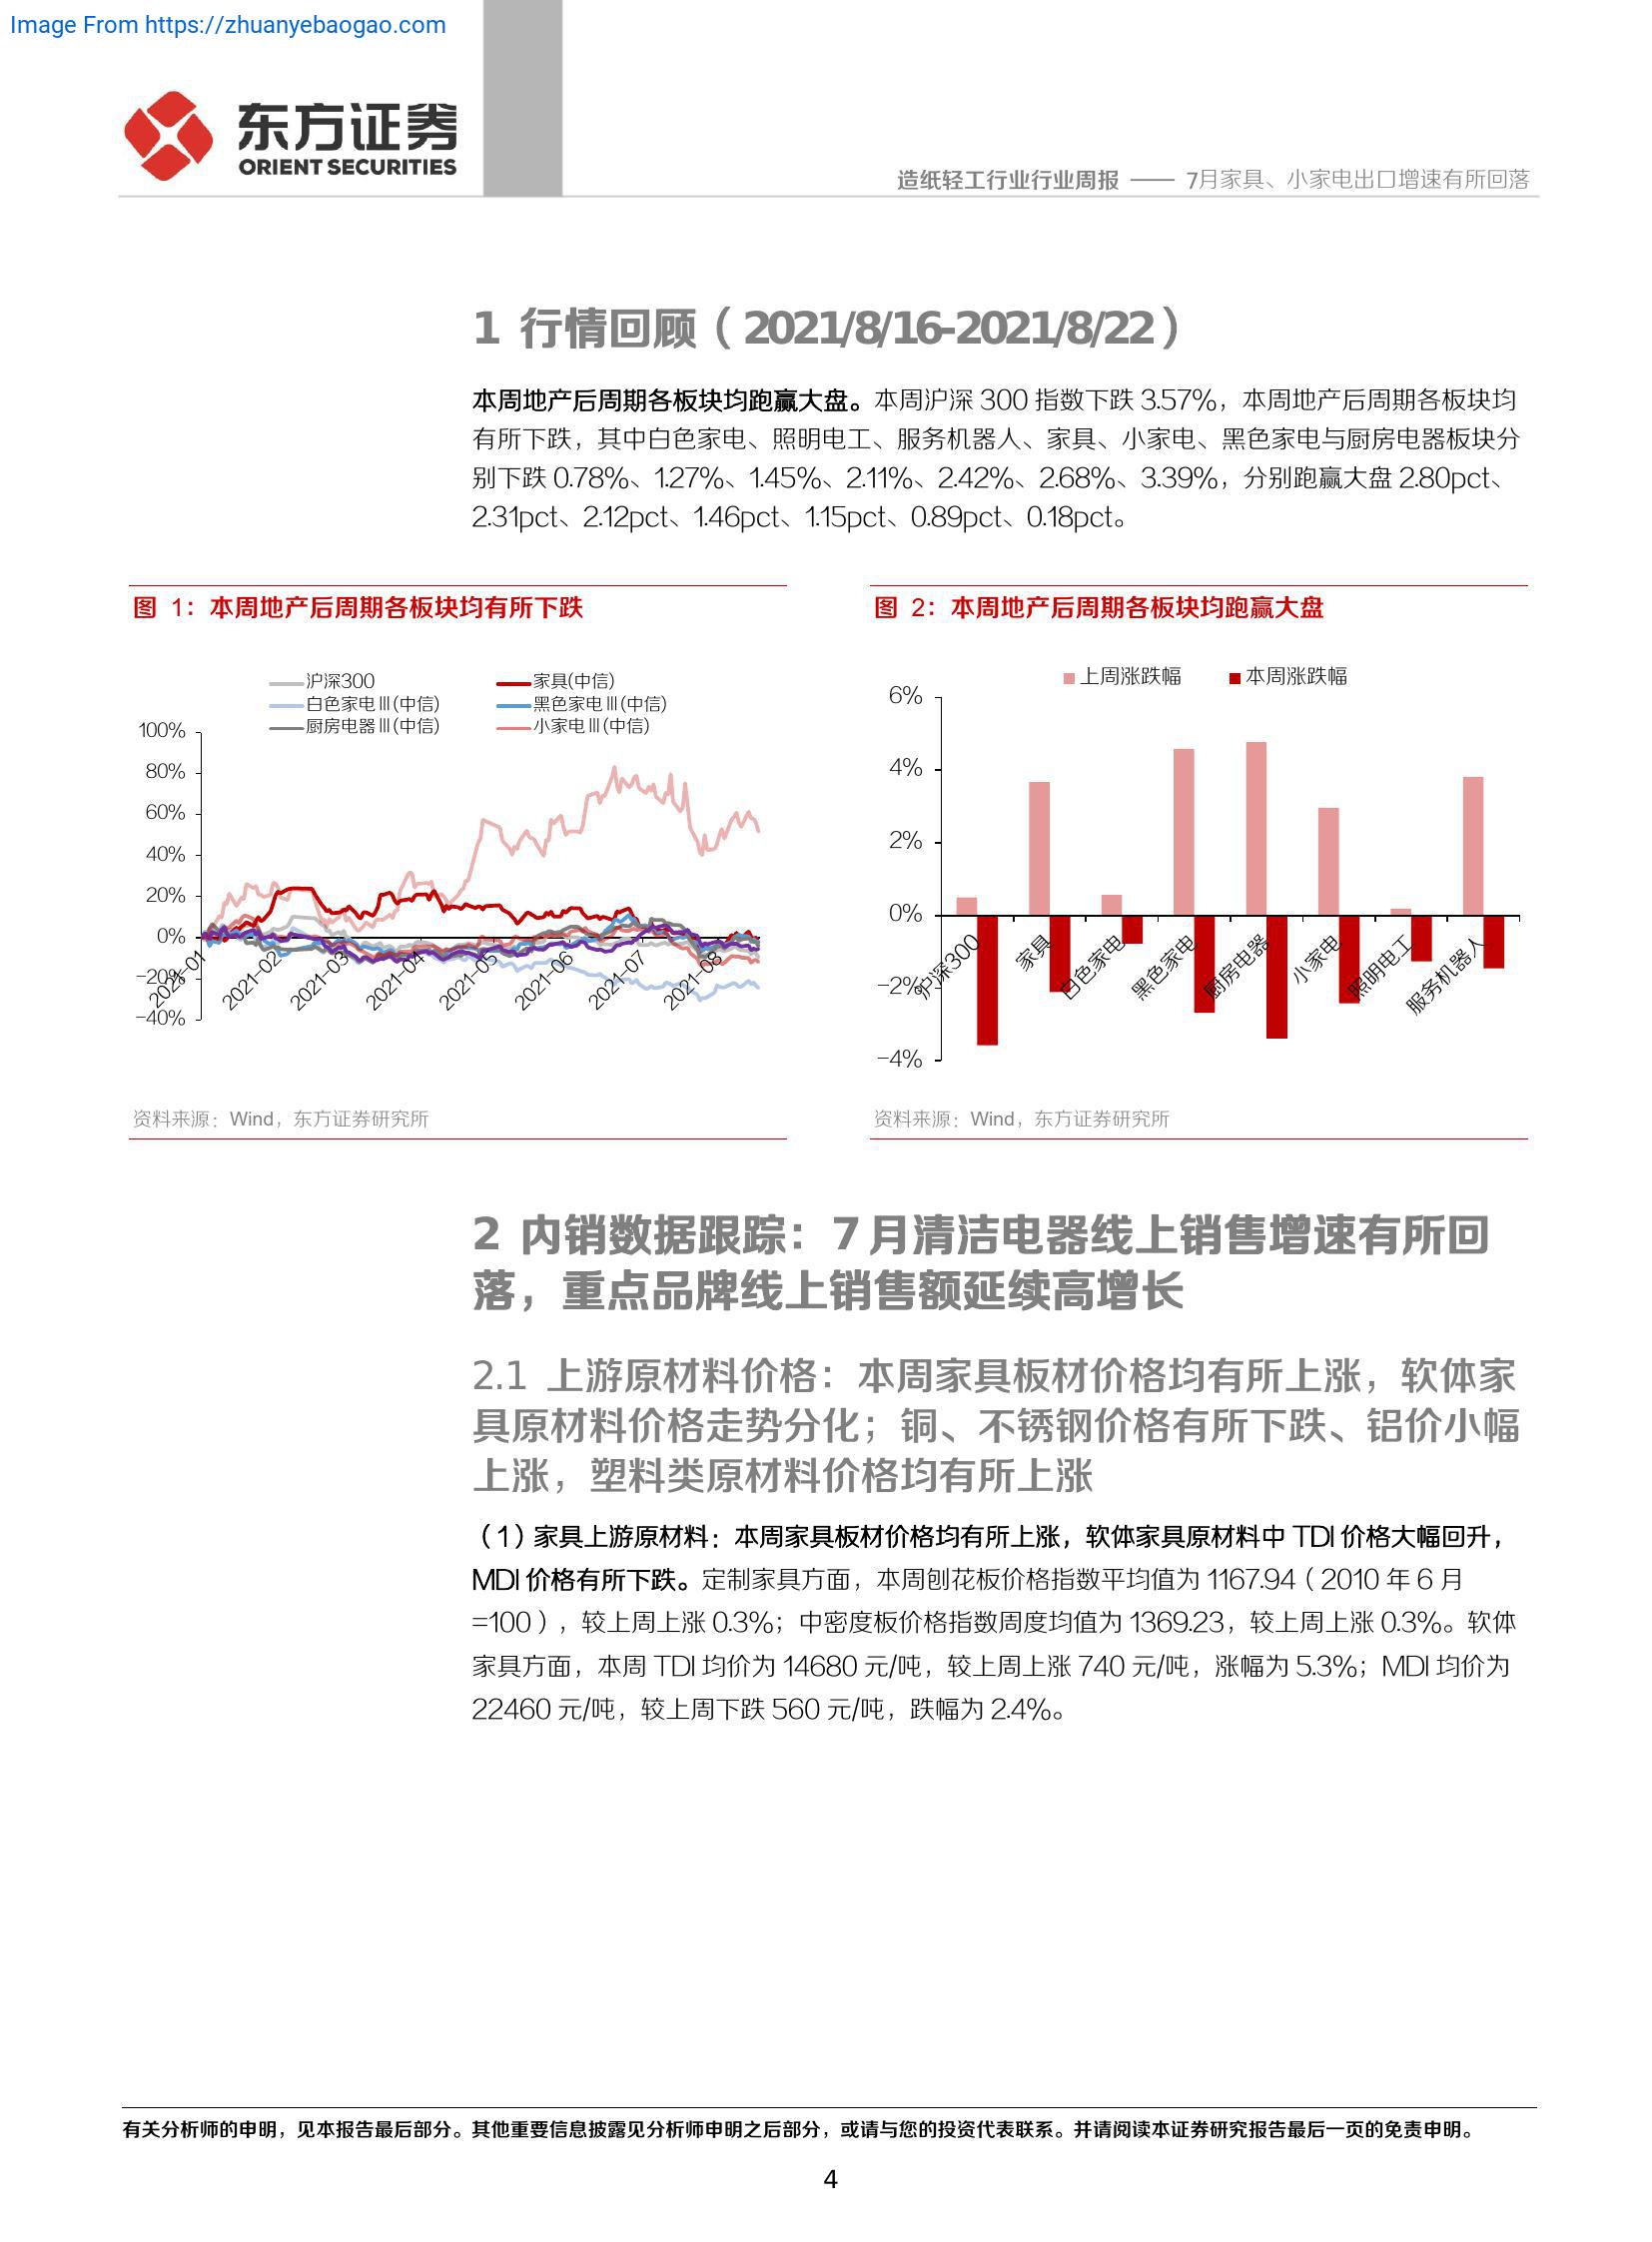 Image From https://zhuanyebaogao.com
东方证券
ORIENT SECURITIES
造纸轻工行业行业周报 —— 7月家具、小家电出口增速有所回落
1 行情回顾（2021/8/16-2021/8/22）
本周地产后周期各板块均跑赢大盘。本周沪深 300 指数下跌 3.57%，本周地产后周期各板块均
有所下跌，其中白色家电、照明电工、服务机器人、家具、小家电、黑色家电与厨房电器板块分
别下跌 0.78%、1.27%、1.45%、2.11%、2.42%、2.68%、3.39%，分别跑赢大盘 2.80pct、
2.31pct、2.12pct、1.46pct、1.15pct、0.89pct、0.18pct。
图 1：本周地产后周期各板块均有所下跌
沪深300
家具(中信)
白色家电Ⅲ(中信)
黑色家电Ⅲ(中信)
厨房电器Ⅲ(中信)
小家电Ⅲ(中信)
100%
80%
60%
40%
20%
0%
-20%
-40%
2021-01
2021-02
2021-03
2021-04
2021-05
2021-06
2021-07
2021-08
资料来源：Wind，东方证券研究所
图 2：本周地产后周期各板块均跑赢大盘
上周涨跌幅
本周涨跌幅
6%
4%
2%
0%
-2%
-4%
沪深300
家具
白色家电
黑色家电
厨房电器
小家电
照明电工
服务机器人
资料来源：Wind，东方证券研究所
2 内销数据跟踪：7 月清洁电器线上销售增速有所回
落，重点品牌线上销售额延续高增长
2.1 上游原材料价格：本周家具板材价格均有所上涨，软体家
具原材料价格走势分化；铜、不锈钢价格有所下跌、铝价小幅
上涨，塑料类原材料价格均有所上涨
（1）家具上游原材料：本周家具板材价格均有所上涨，软体家具原材料中 TDI 价格大幅回升，
MDI 价格有所下跌。定制家具方面，本周刨花板价格指数平均值为 1167.94（2010 年 6 月
=100），较上周上涨 0.3%；中密度板价格指数周度均值为 1369.23，较上周上涨 0.3%。软体
家具方面，本周 TDI 均价为 14680 元/吨，较上周上涨 740 元/吨，涨幅为 5.3%；MDI 均价为
22460 元/吨，较上周下跌 560 元/吨，跌幅为 2.4%。
有关分析师的申明，见本报告最后部分。其他重要信息披露见分析师申明之后部分，或请与您的投资代表联系。并请阅读本证券研究报告最后一页的免责申明。
4